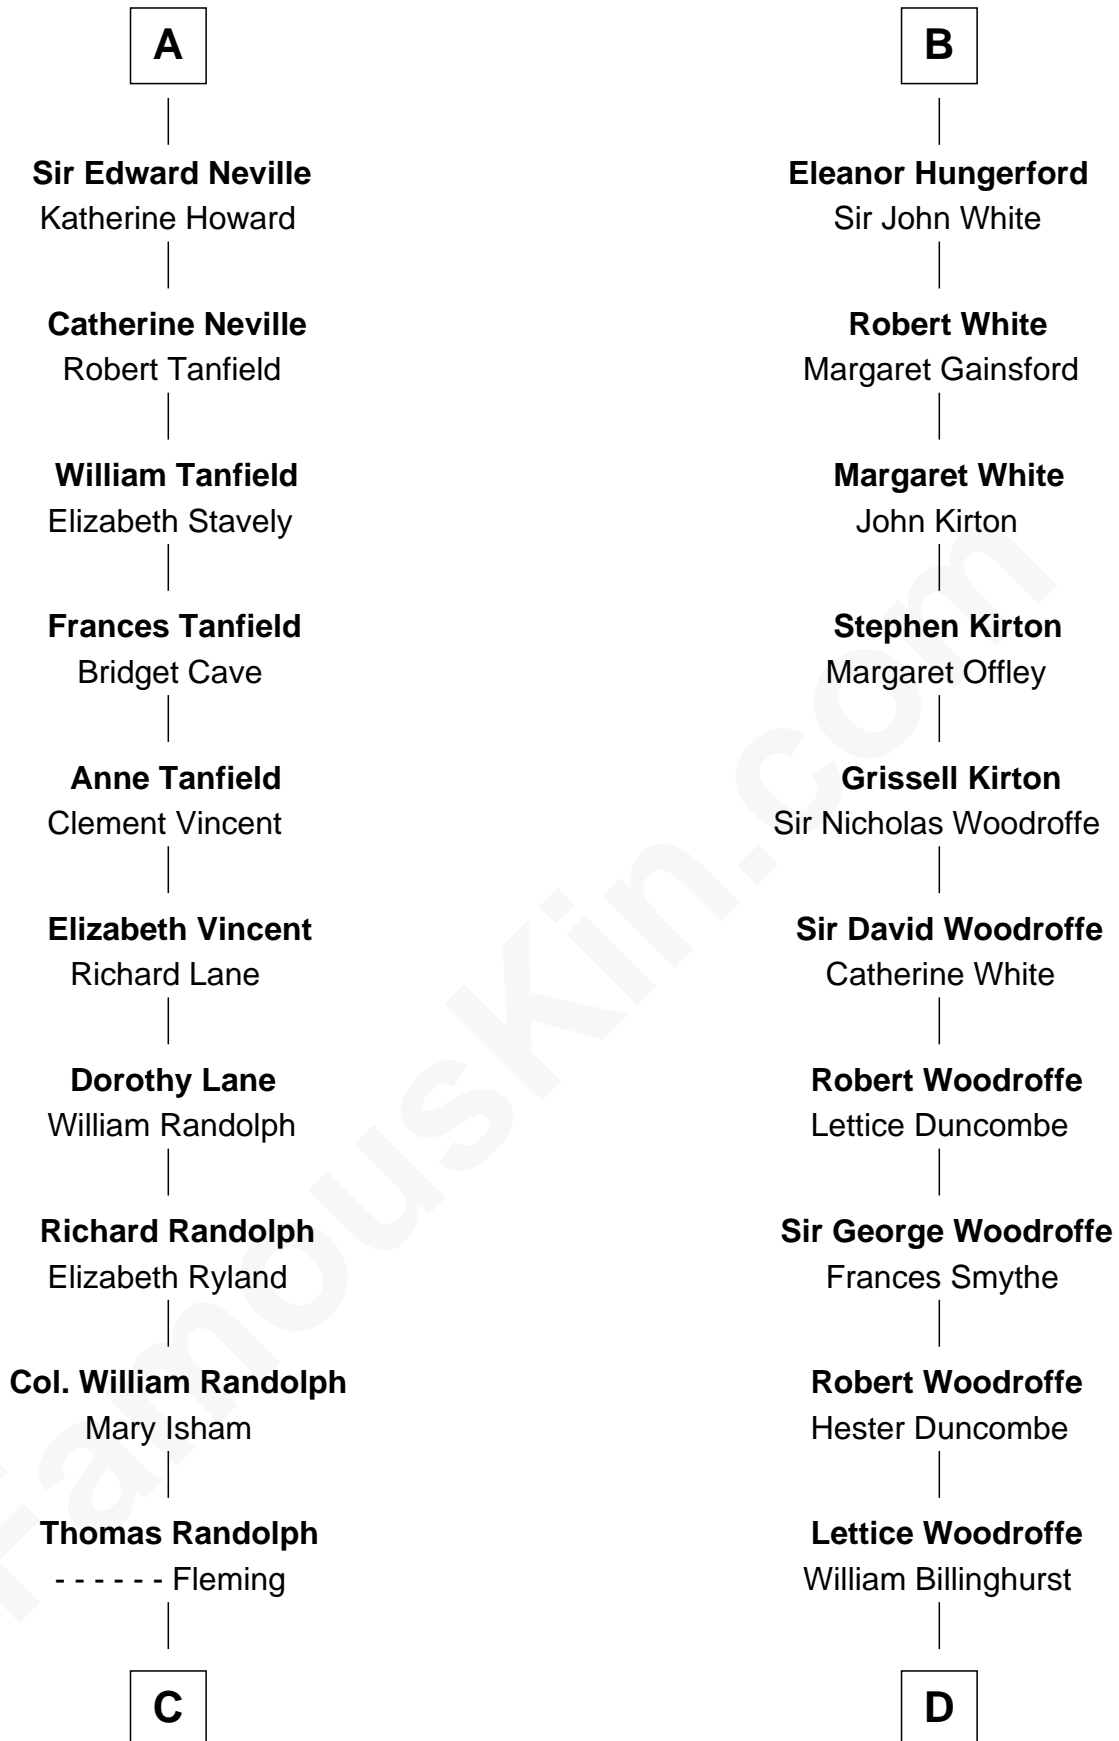 A
Sir Edward Neville
Katherine Howard
Catherine Neville
Robert Tanfield
William Tanfield
Elizabeth Stavely
Frances Tanfield
Bridget Cave
Anne Tanfield
Clement Vincent
Elizabeth Vincent
Richard Lane
Dorothy Lane
William Randolph
Richard Randolph
Elizabeth Ryland
Col. William Randolph
Mary Isham
Thomas Randolph
- - - - - - Fleming
C
B
Eleanor Hungerford
Sir John White
Robert White
Margaret Gainsford
Margaret White
John Kirton
Stephen Kirton
Margaret Offley
Grissell Kirton
Sir Nicholas Woodroffe
Sir David Woodroffe
Catherine White
Robert Woodroffe
Lettice Duncombe
Sir George Woodroffe
Frances Smythe
Robert Woodroffe
Hester Duncombe
Lettice Woodroffe
William Billinghurst
D
FamousKin.com